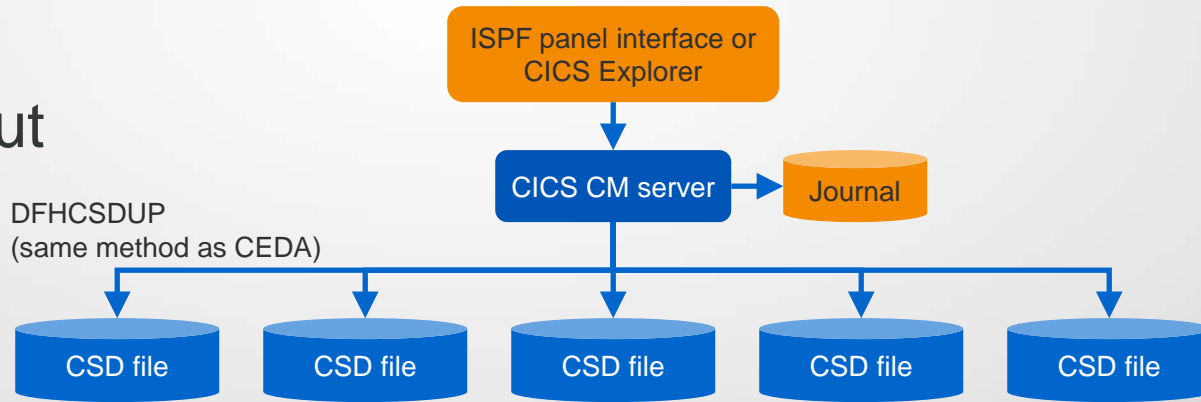 ISPF panel interface or
CICS Explorer
ut
CICS CM server
Journal
DFHCSDUP
(same method as CEDA)
CSD file
CSD file
CSD file
CSD file
CSD file